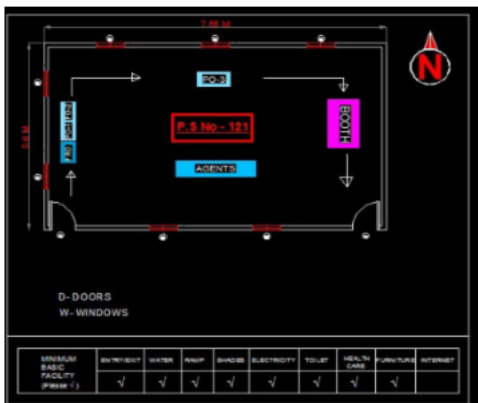 7.66 M
N
PO-3
BOOTH
P.S No - 121
AGENTS
D- DOORS
W- WINDOWS
MINIMUM BASIC FACILITY (Please √ ) ENTRY/EXIT WATER RAMP SHADES ELECTRICITY TOILET HEALTH CARE FURNITURE INTERNET
√ √ √ √ √ √ √ √